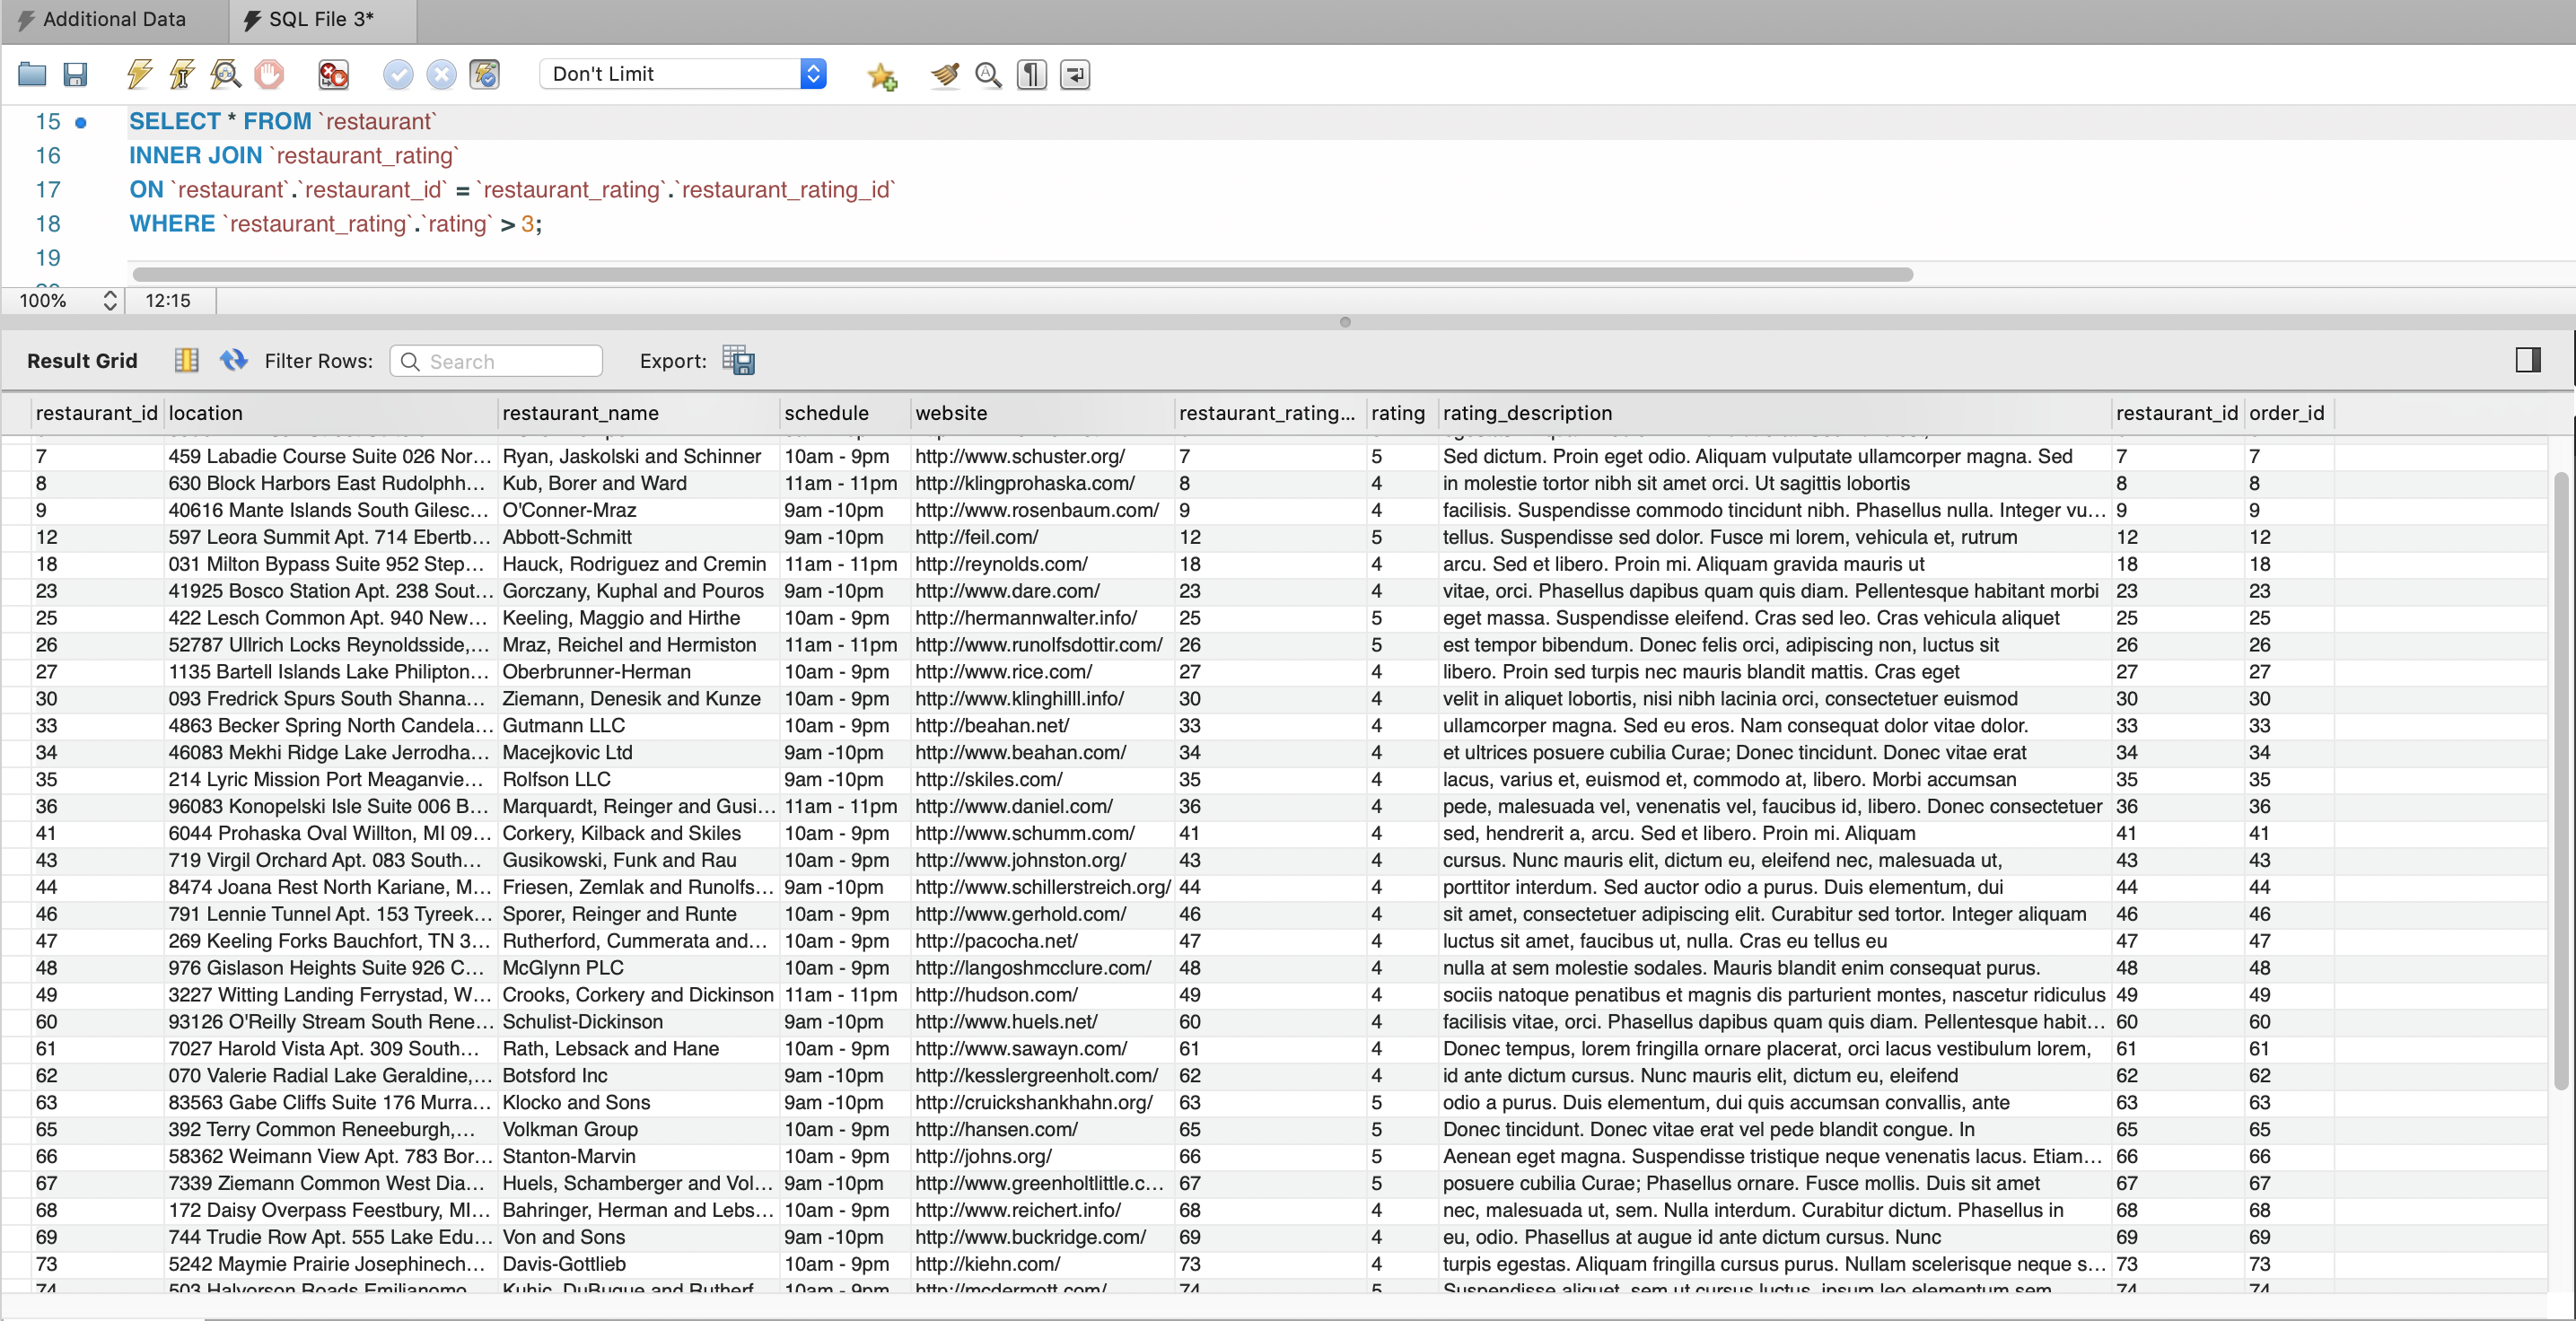 Additional Data SQL File 3*
Don't Limit
15 SELECT * FROM `restaurant`
16 INNER JOIN `restaurant_rating`
17 ON `restaurant`.`restaurant_id` = `restaurant_rating`.`restaurant_rating_id`
18 WHERE `restaurant_rating`.`rating` > 3;
19
100% 12:15
Result Grid Filter Rows: Search Export:
restaurant_id location restaurant_name schedule website restaurant_rating... rating rating_description restaurant_id order_id
7 459 Labadie Course Suite 026 Nor... Ryan, Jaskolski and Schinner 10am - 9pm http://www.schuster.org/ 7 5 Sed dictum. Proin eget odio. Aliquam vulputate ullamcorper magna. Sed 7 7
8 630 Block Harbors East Rudolphh... Kub, Borer and Ward 11am - 11pm http://klingprohaska.com/ 8 4 in molestie tortor nibh sit amet orci. Ut sagittis lobortis 8 8
9 40616 Mante Islands South Gilesc... O'Conner-Mraz 9am -10pm http://www.rosenbaum.com/ 9 4 facilisis. Suspendisse commodo tincidunt nibh. Phasellus nulla. Integer vu... 9 9
12 597 Leora Summit Apt. 714 Ebertb... Abbott-Schmitt 9am -10pm http://feil.com/ 12 5 tellus. Suspendisse sed dolor. Fusce mi lorem, vehicula et, rutrum 12 12
18 031 Milton Bypass Suite 952 Step... Hauck, Rodriguez and Cremin 11am - 11pm http://reynolds.com/ 18 4 arcu. Sed et libero. Proin mi. Aliquam gravida mauris ut 18 18
23 41925 Bosco Station Apt. 238 Sout... Gorczany, Kuphal and Pouros 9am -10pm http://www.dare.com/ 23 4 vitae, orci. Phasellus dapibus quam quis diam. Pellentesque habitant morbi 23 23
25 422 Lesch Common Apt. 940 New... Keeling, Maggio and Hirthe 10am - 9pm http://hermannwalter.info/ 25 5 eget massa. Suspendisse eleifend. Cras sed leo. Cras vehicula aliquet 25 25
26 52787 Ullrich Locks Reynoldsside,... Mraz, Reichel and Hermiston 11am - 11pm http://www.runolfsdottir.com/ 26 5 est tempor bibendum. Donec felis orci, adipiscing non, luctus sit 26 26
27 1135 Bartell Islands Lake Philipton... Oberbrunner-Herman 10am - 9pm http://www.rice.com/ 27 4 libero. Proin sed turpis nec mauris blandit mattis. Cras eget 27 27
30 093 Fredrick Spurs South Shanna... Ziemann, Denesik and Kunze 10am - 9pm http://www.klinghilll.info/ 30 4 velit in aliquet lobortis, nisi nibh lacinia orci, consectetuer euismod 30 30
33 4863 Becker Spring North Candela... Gutmann LLC 10am - 9pm http://beahan.net/ 33 4 ullamcorper magna. Sed eu eros. Nam consequat dolor vitae dolor. 33 33
34 46083 Mekhi Ridge Lake Jerrodha... Macejkovic Ltd 9am -10pm http://www.beahan.com/ 34 4 et ultrices posuere cubilia Curae; Donec tincidunt. Donec vitae erat 34 34
35 214 Lyric Mission Port Meaganvie... Rolfson LLC 9am -10pm http://skiles.com/ 35 4 lacus, varius et, euismod et, commodo at, libero. Morbi accumsan 35 35
36 96083 Konopelski Isle Suite 006 B... Marquardt, Reinger and Gusi... 11am - 11pm http://www.daniel.com/ 36 4 pede, malesuada vel, venenatis vel, faucibus id, libero. Donec consectetuer 36 36
41 6044 Prohaska Oval Willton, MI 09... Corkery, Kilback and Skiles 10am - 9pm http://www.schumm.com/ 41 4 sed, hendrerit a, arcu. Sed et libero. Proin mi. Aliquam 41 41
43 719 Virgil Orchard Apt. 083 South... Gusikowski, Funk and Rau 10am - 9pm http://www.johnston.org/ 43 4 cursus. Nunc mauris elit, dictum eu, eleifend nec, malesuada ut, 43 43
44 8474 Joana Rest North Kariane, M... Friesen, Zemlak and Runolfs... 9am -10pm http://www.schillerstreich.org/ 44 4 porttitor interdum. Sed auctor odio a purus. Duis elementum, dui 44 44
46 791 Lennie Tunnel Apt. 153 Tyreek... Sporer, Reinger and Runte 10am - 9pm http://www.gerhold.com/ 46 4 sit amet, consectetuer adipiscing elit. Curabitur sed tortor. Integer aliquam 46 46
47 269 Keeling Forks Bauchfort, TN 3... Rutherford, Cummerata and... 10am - 9pm http://pacocha.net/ 47 4 luctus sit amet, faucibus ut, nulla. Cras eu tellus eu 47 47
48 976 Gislason Heights Suite 926 C... McGlynn PLC 10am - 9pm http://langoshmcclure.com/ 48 4 nulla at sem molestie sodales. Mauris blandit enim consequat purus. 48 48
49 3227 Witting Landing Ferrystad, W... Crooks, Corkery and Dickinson 11am - 11pm http://hudson.com/ 49 4 sociis natoque penatibus et magnis dis parturient montes, nascetur ridiculus 49 49
60 93126 O'Reilly Stream South Rene... Schulist-Dickinson 9am -10pm http://www.huels.net/ 60 4 facilisis vitae, orci. Phasellus dapibus quam quis diam. Pellentesque habit... 60 60
61 7027 Harold Vista Apt. 309 South... Rath, Lebsack and Hane 10am - 9pm http://www.sawayn.com/ 61 4 Donec tempus, lorem fringilla ornare placerat, orci lacus vestibulum lorem, 61 61
62 070 Valerie Radial Lake Geraldine,... Botsford Inc 9am -10pm http://kesslergreenholt.com/ 62 4 id ante dictum cursus. Nunc mauris elit, dictum eu, eleifend 62 62
63 83563 Gabe Cliffs Suite 176 Murra... Klocko and Sons 9am -10pm http://cruickshankhahn.org/ 63 5 odio a purus. Duis elementum, dui quis accumsan convallis, ante 63 63
65 392 Terry Common Reneeburgh,... Volkman Group 10am - 9pm http://hansen.com/ 65 5 Donec tincidunt. Donec vitae erat vel pede blandit congue. In 65 65
66 58362 Weimann View Apt. 783 Bor... Stanton-Marvin 10am - 9pm http://johns.org/ 66 5 Aenean eget magna. Suspendisse tristique neque venenatis lacus. Etiam... 66 66
67 7339 Ziemann Common West Dia... Huels, Schamberger and Vol... 9am -10pm http://www.greenholtlittle.c... 67 5 posuere cubilia Curae; Phasellus ornare. Fusce mollis. Duis sit amet 67 67
68 172 Daisy Overpass Feestbury, MI... Bahringer, Herman and Lebs... 10am - 9pm http://www.reichert.info/ 68 4 nec, malesuada ut, sem. Nulla interdum. Curabitur dictum. Phasellus in 68 68
69 744 Trudie Row Apt. 555 Lake Edu... Von and Sons 9am -10pm http://www.buckridge.com/ 69 4 eu, odio. Phasellus at augue id ante dictum cursus. Nunc 69 69
73 5242 Maymie Prairie Josephinech... Davis-Gottlieb 10am - 9pm http://kiehn.com/ 73 4 turpis egestas. Aliquam fringilla cursus purus. Nullam scelerisque neque s... 73 73
74 503 Halvorson Roads Emilianomo... Kuhic, DuBuque and Rutherf... 10am - 9pm http://mcdermott.com/ 74 5 Suspendisse aliquet, sem ut cursus luctus, ipsum leo elementum sem, 74 74